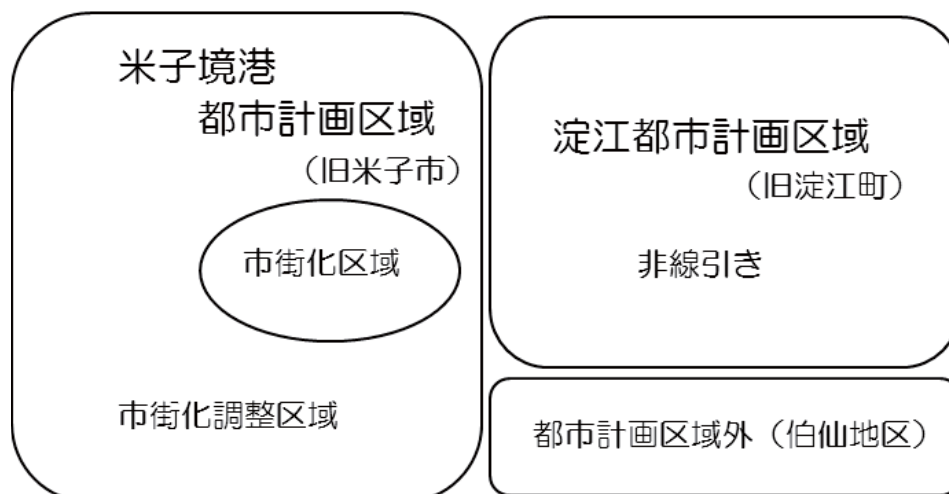 米子境港
都市計画区域
（旧米子市）
市街化区域
市街化調整区域
淀江都市計画区域
（旧淀江町）
非線引き
都市計画区域外（伯仙地区）